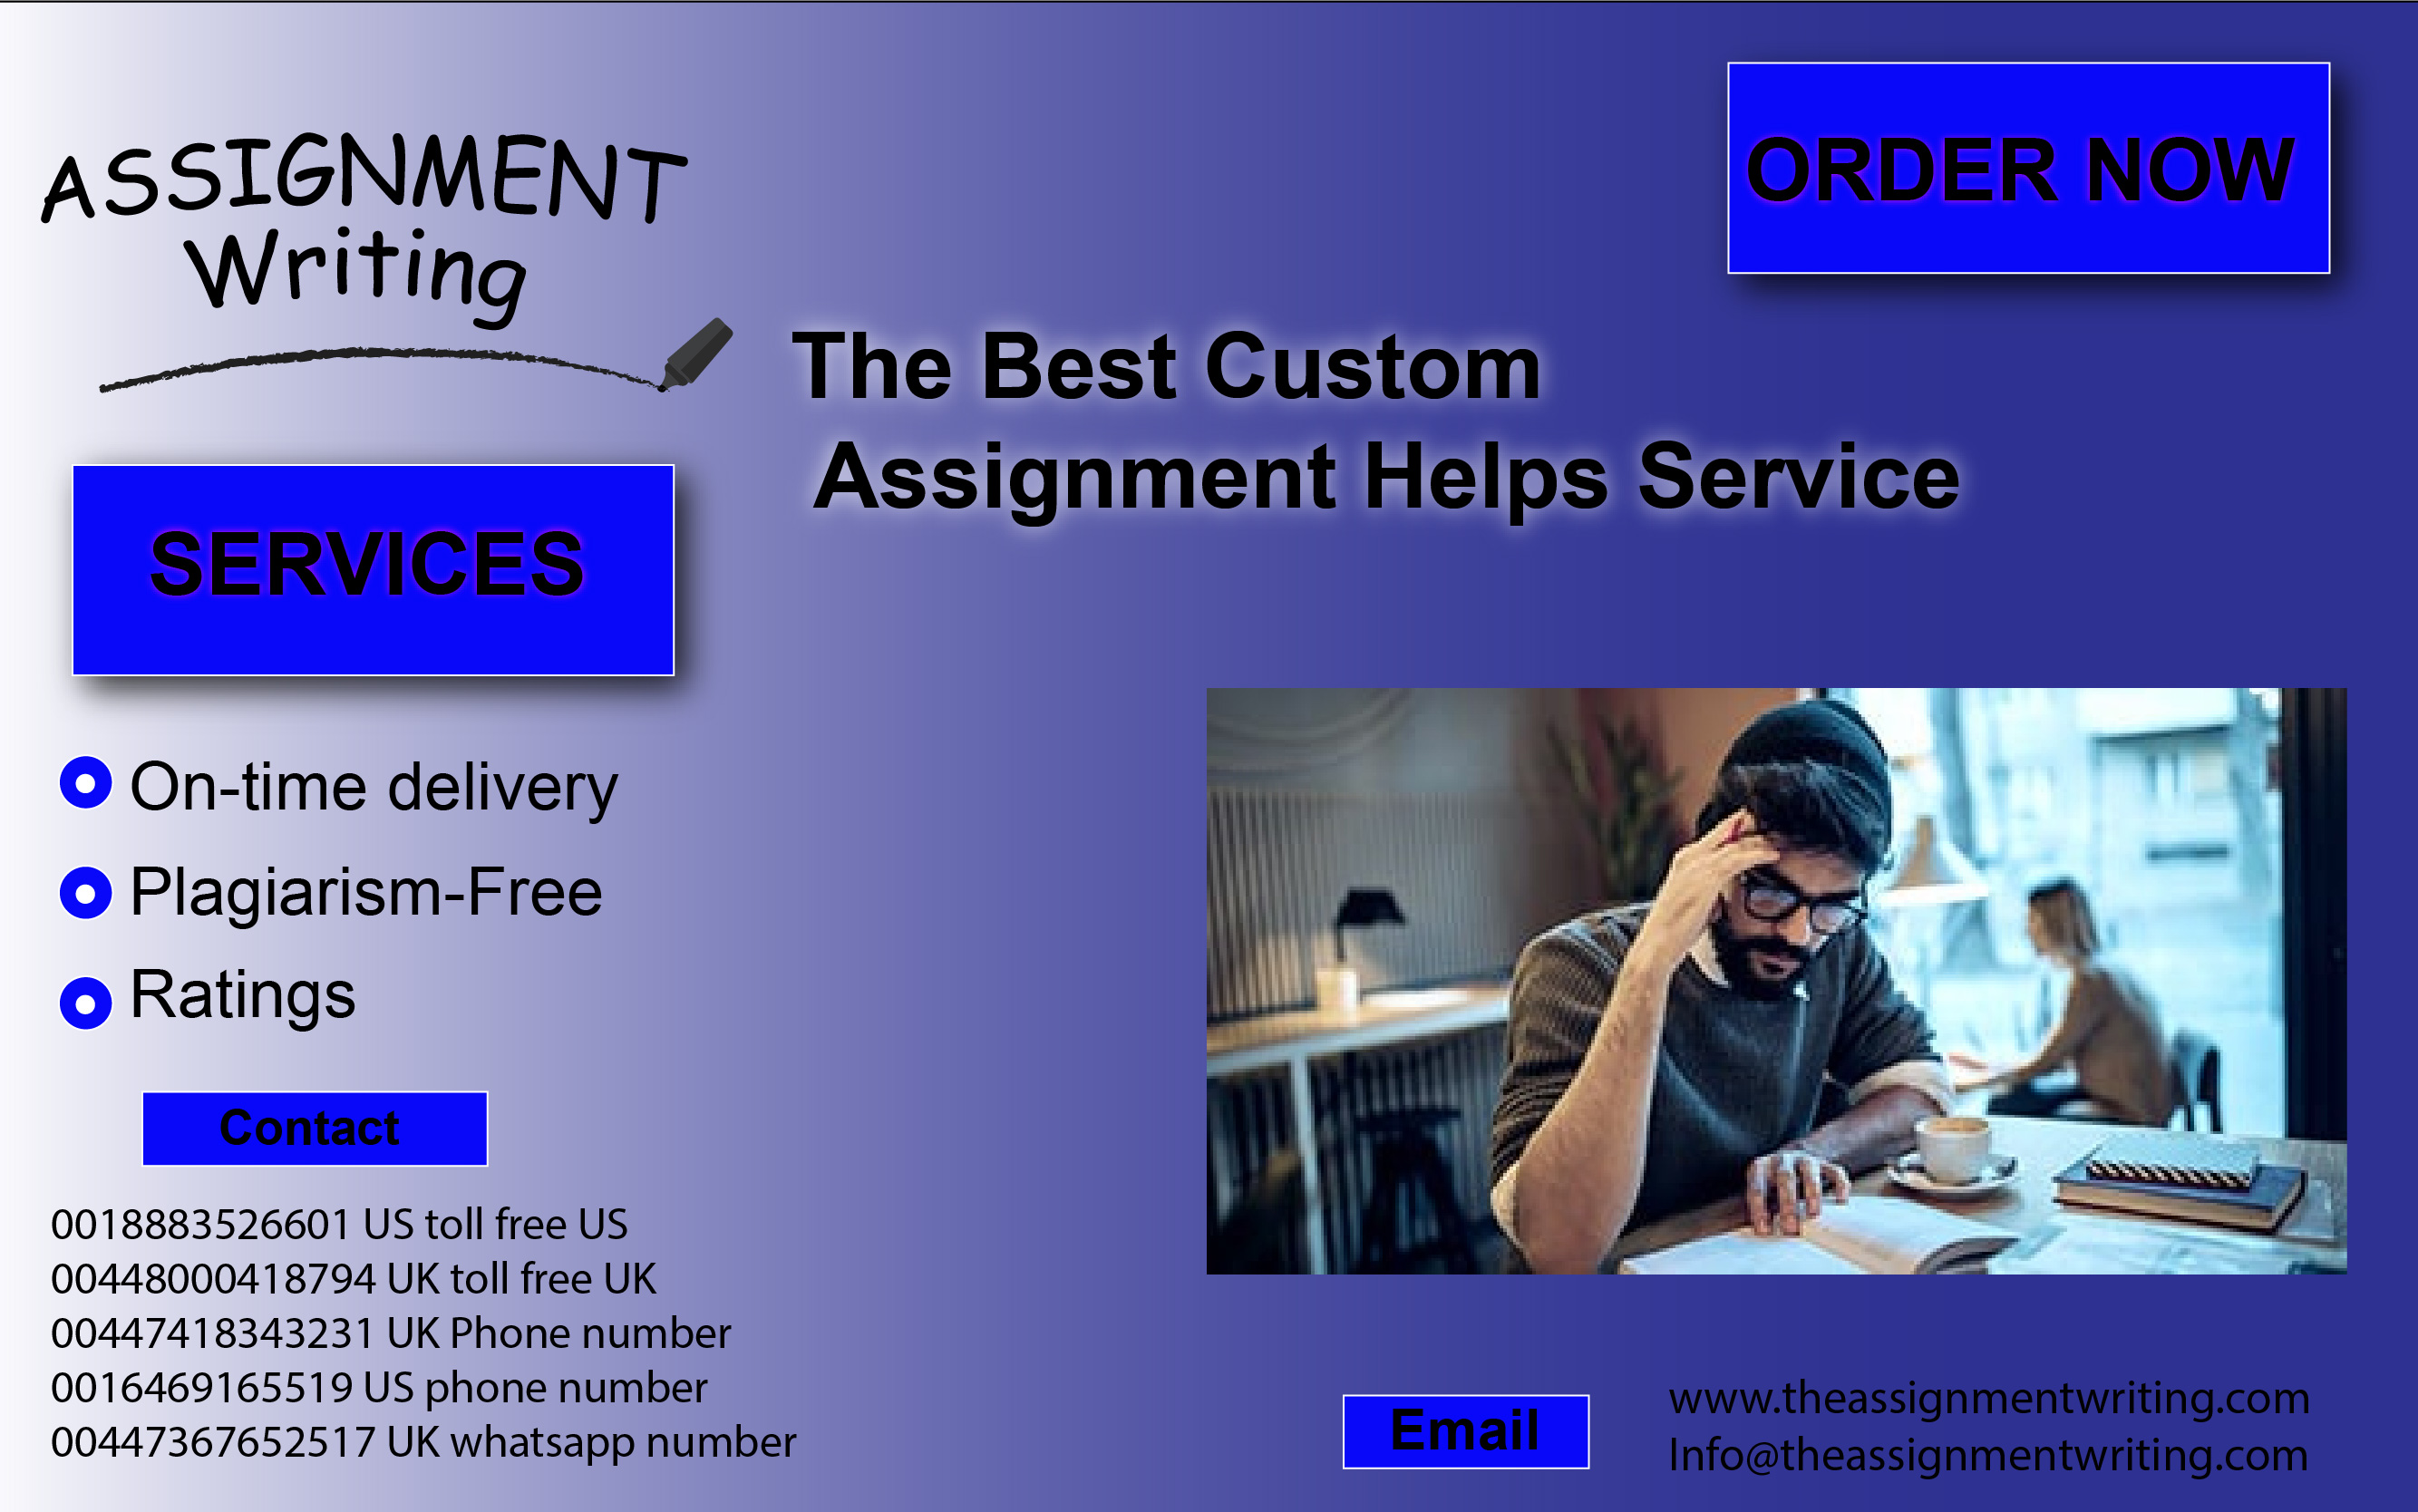 ASSIGNMENT
Writing
ORDER NOW
The Best Custom
Assignment Helps Service
SERVICES
On-time delivery
Plagiarism-Free
Ratings
Contact
0018883526601 US toll free US
00448000418794 UK toll free UK
00447418343231 UK Phone number
0016469165519 US phone number
00447367652517 UK whatsapp number
Email
www.theassignmentwriting.com
Info@theassignmentwriting.com